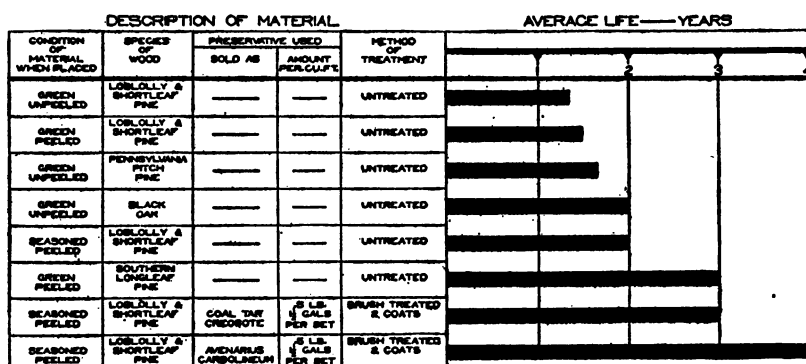 DESCRIPTION OF MATERIAL
AVERAGE LIFE — YEARS
CONDITION OF MATERIAL WHEN PLACED
SPECIES OF WOOD
PRESERVATIVE USED
SOLD AS
AMOUNT PER.CU.FT.
METHOD OF TREATMENT
1 2 3 4
GREEN UNPEELED
LOBLOLLY & SHORTLEAF PINE
UNTREATED
GREEN PEELED
LOBLOLLY & SHORTLEAF PINE
UNTREATED
GREEN UNPEELED
PENNSYLVANIA PITCH PINE
UNTREATED
GREEN UNPEELED
BLACK OAK
UNTREATED
SEASONED PEELED
LOBLOLLY & SHORTLEAF PINE
UNTREATED
GREEN PEELED
SOUTHERN LONGLEAF PINE
UNTREATED
SEASONED PEELED
LOBLOLLY & SHORTLEAF PINE
COAL TAR CREOSOTE
GALS PER SET
BRUSH TREATED 2 COATS
SEASONED PEELED
LOBLOLLY & SHORTLEAF PINE
AVENARIUS CARBOLINEUM
GALS PER SET
BRUSH TREATED 2 COATS